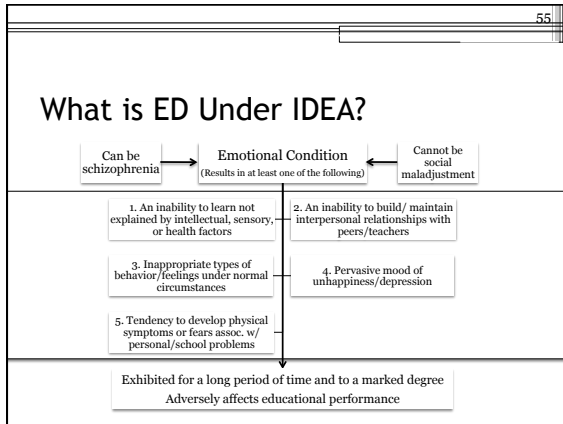 55
What is ED Under IDEA?
Can be
schizophrenia
Emotional Condition
(Results in at least one of the following)
Cannot be
social
maladjustment
1. An inability to learn not
explained by intellectual, sensory,
or health factors
2. An inability to build/ maintain
interpersonal relationships with
peers/teachers
3. Inappropriate types of
behavior/feelings under normal
circumstances
4. Pervasive mood of
unhappiness/depression
5. Tendency to develop physical
symptoms or fears assoc. w/
personal/school problems
Exhibited for a long period of time and to a marked degree
Adversely affects educational performance